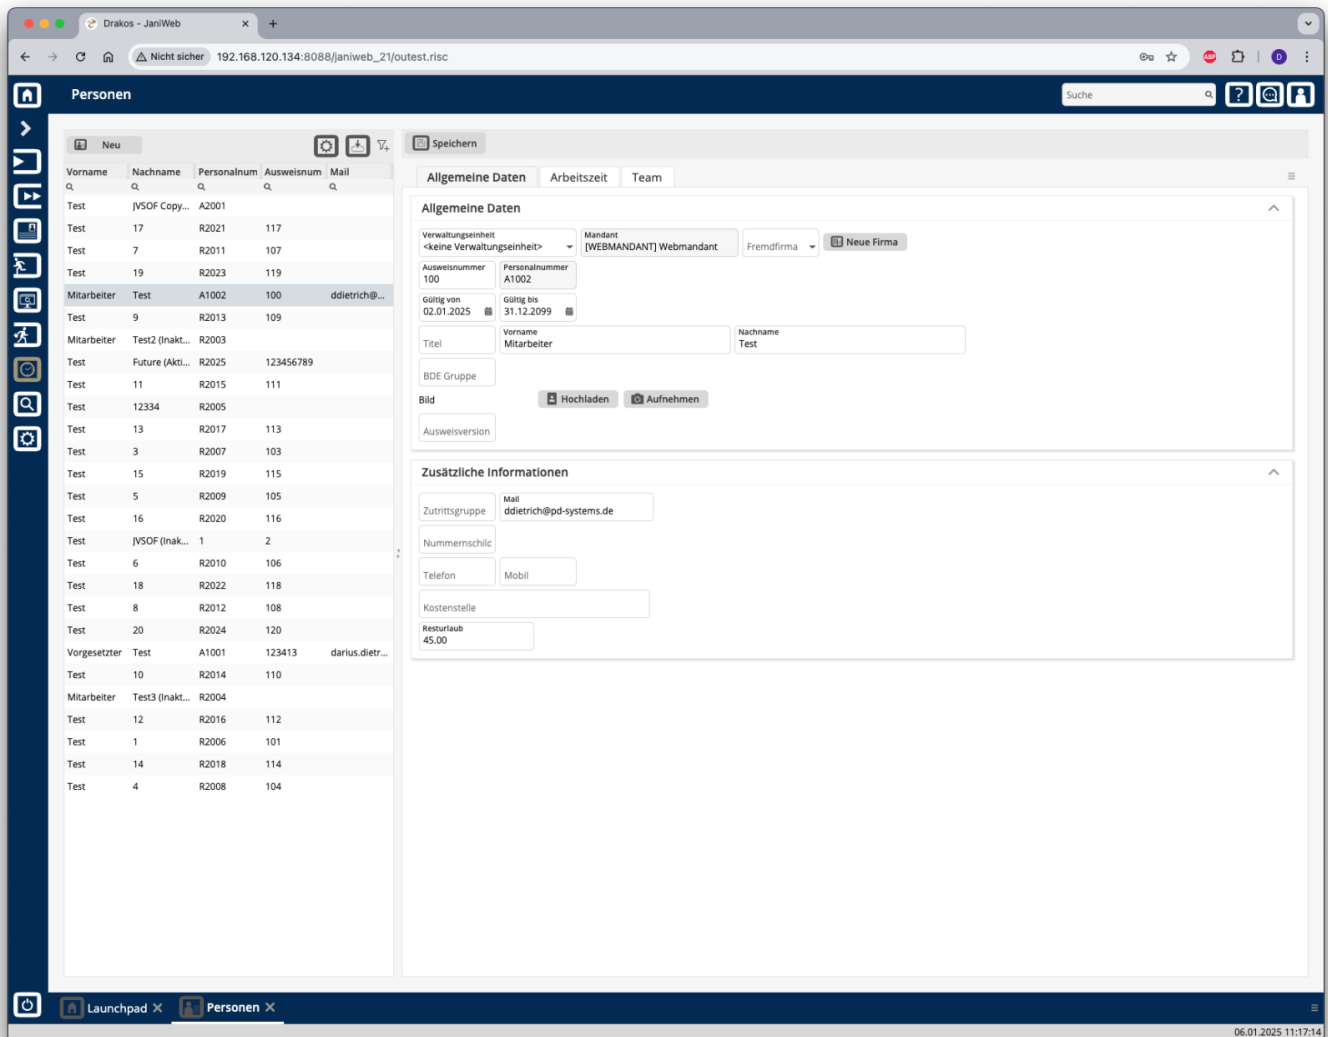 Drakos - JaniWeb
Nicht sicher 192.168.120.134:8088/janiweb_21/outest.risc
ABP
D
Personen
Suche
Neu
Speichern
Vorname Nachname Personalnum Ausweisnum Mail
Test JVSOF Copy... A2001
Test 17 R2021 117
Test 7 R2011 107
Test 19 R2023 119
Mitarbeiter Test A1002 100 ddietrich@...
Test 9 R2013 109
Mitarbeiter Test2 (Inakt... R2003
Test Future (Akti... R2025 123456789
Test 11 R2015 111
Test 12334 R2005
Test 13 R2017 113
Test 3 R2007 103
Test 15 R2019 115
Test 5 R2009 105
Test 16 R2020 116
Test JVSOF (Inak... 1 2
Test 6 R2010 106
Test 18 R2022 118
Test 8 R2012 108
Test 20 R2024 120
Vorgesetzter Test A1001 123413 darius.dietr...
Test 10 R2014 110
Mitarbeiter Test3 (Inakt... R2004
Test 12 R2016 112
Test 1 R2006 101
Test 14 R2018 114
Test 4 R2008 104
Allgemeine Daten Arbeitszeit Team
Allgemeine Daten
Verwaltungseinheit Mandant
<keine Verwaltungseinheit> [WEBMANDANT] Webmandant Fremdfirma Neue Firma
Ausweisnummer Personalnummer
100 A1002
Gültig von Gültig bis
02.01.2025 31.12.2099
Titel Vorname Nachname
Mitarbeiter Test
BDE Gruppe
Bild Hochladen Aufnehmen
Ausweisversion
Zusätzliche Informationen
Zutrittsgruppe Mail
ddietrich@pd-systems.de
Nummernschild
Telefon Mobil
Kostenstelle
Resturlaub
45.00
Launchpad Personen
06.01.2025 11:17:14